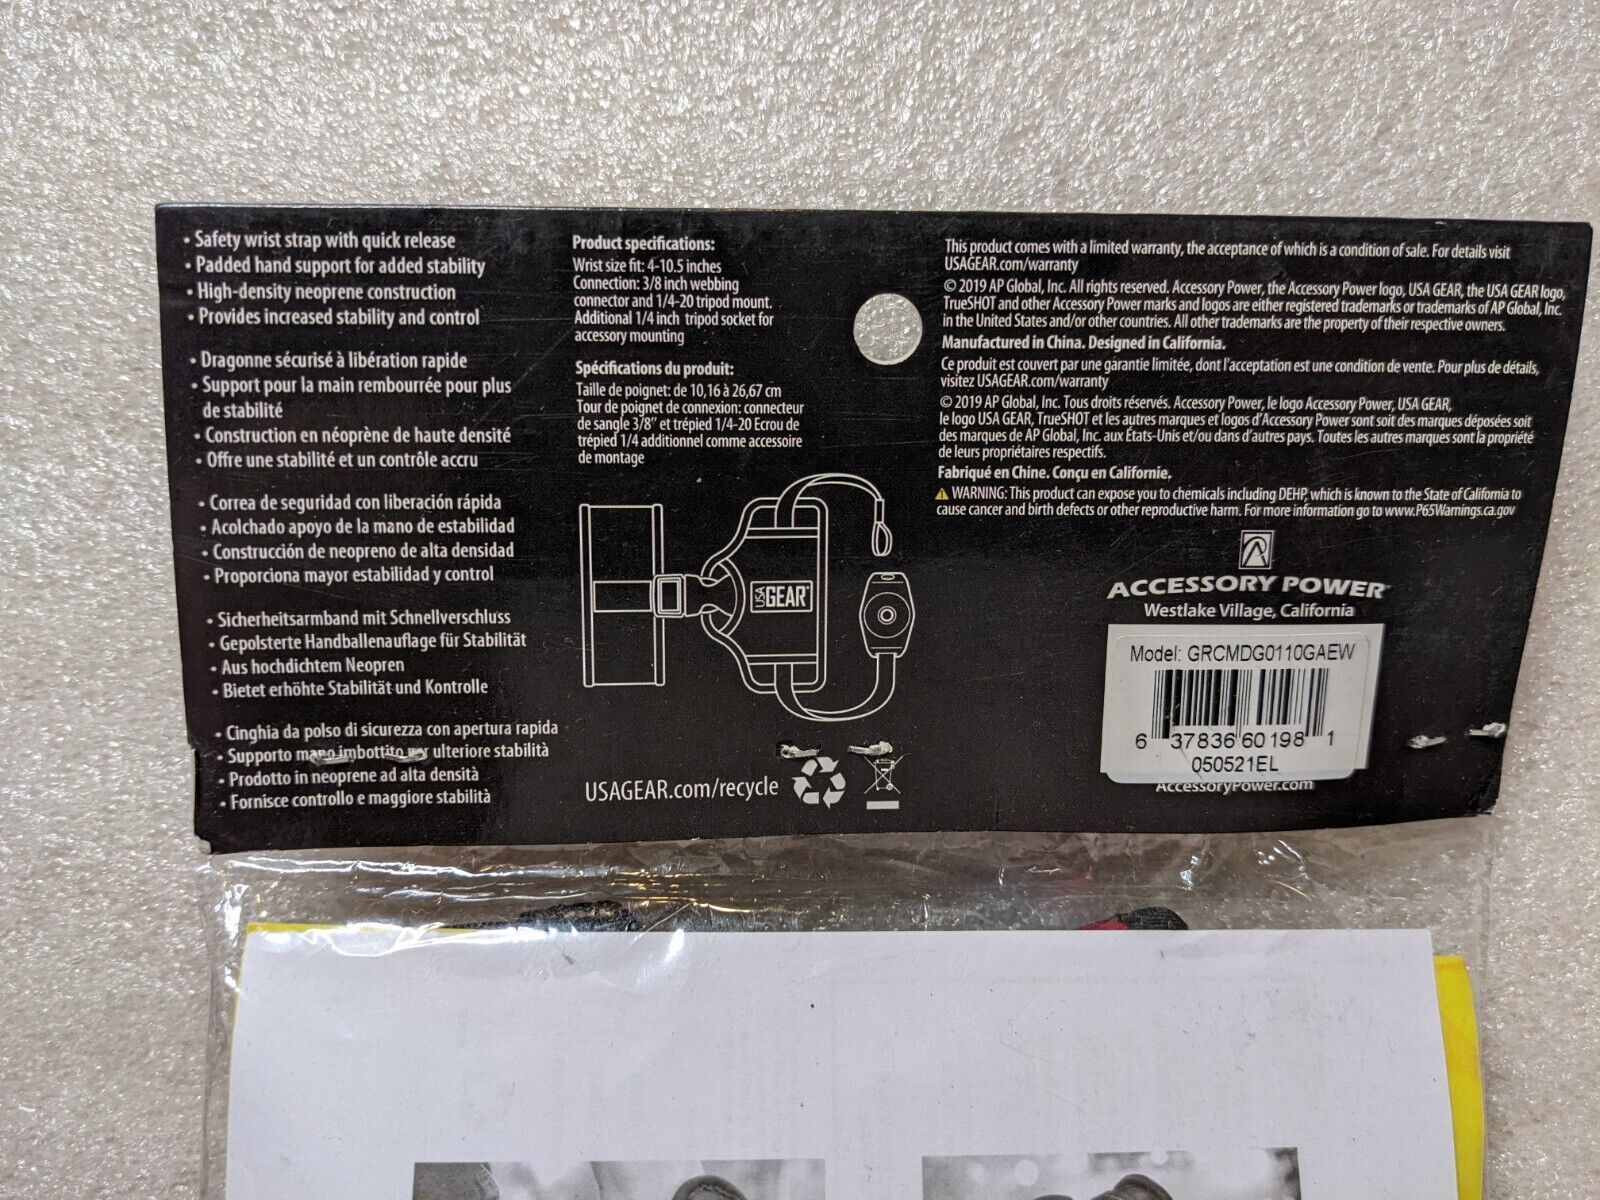 • Safety wrist strap with quick release
• Padded hand support for added stability
• High-density neoprene construction
• Provides increased stability and control
• Dragonne sécurisé à libération rapide
• Support pour la main rembourrée pour plus
de stabilité
• Construction en néoprène de haute densité
• Offre une stabilité et un contrôle accru
• Correa de seguridad con liberación rápida
• Acolchado apoyo de la mano de estabilidad
• Construcción de neopreno de alta densidad
• Proporciona mayor estabilidad y control
• Sicherheitsarmband mit Schnellverschluss
• Gepolsterte Handballenauflage für Stabilität
• Aus hochdichtem Neopren
• Bietet erhöhte Stabilität und Kontrolle
• Cinghia da polso di sicurezza con apertura rapida
• Supporto mano imbottito per ulteriore stabilità
• Prodotto in neoprene ad alta densità
• Fornisce controllo e maggiore stabilità
Product specifications:
Wrist size fit: 4-10.5 inches
Connection: 3/8 inch webbing
connector and 1/4-20 tripod mount.
Additional 1/4 inch tripod socket for
accessory mounting
Spécifications du produit:
Taille de poignet: de 10,16 à 26,67 cm
Tour de poignet de connexion: connecteur
de sangle 3/8" et trépied 1/4-20 Ecrou de
trépied 1/4 additionnel comme accessoire
de montage
USA GEAR
USAGEAR.com/recycle
This product comes with a limited warranty, the acceptance of which is a condition of sale. For details visit
USAGEAR.com/warranty
© 2019 AP Global, Inc. All rights reserved. Accessory Power, the Accessory Power logo, USA GEAR, the USA GEAR logo,
TrueSHOT and other Accessory Power marks and logos are either registered trademarks or trademarks of AP Global, Inc.
in the United States and/or other countries. All other trademarks are the property of their respective owners.
Manufactured in China. Designed in California.
Ce produit est couvert par une garantie limitée, dont l'acceptation est une condition de vente. Pour plus de détails,
visitez USAGEAR.com/warranty
© 2019 AP Global, Inc. Tous droits réservés. Accessory Power, le logo Accessory Power, USA GEAR,
le logo USA GEAR, TrueSHOT et les autres marques et logos d'Accessory Power sont soit des marques déposées soit
des marques de AP Global, Inc. aux États-Unis et/ou dans d'autres pays. Toutes les autres marques sont la propriété
de leurs propriétaires respectifs.
Fabriqué en Chine. Conçu en Californie.
⚠ WARNING: This product can expose you to chemicals including DEHP, which is known to the State of California to
cause cancer and birth defects or other reproductive harm. For more information go to www.P65Warnings.ca.gov
ACCESSORY POWER
Westlake Village, California
Model: GRCMDG0110GAEW
6 37836 60198 1
050521EL
AccessoryPower.com